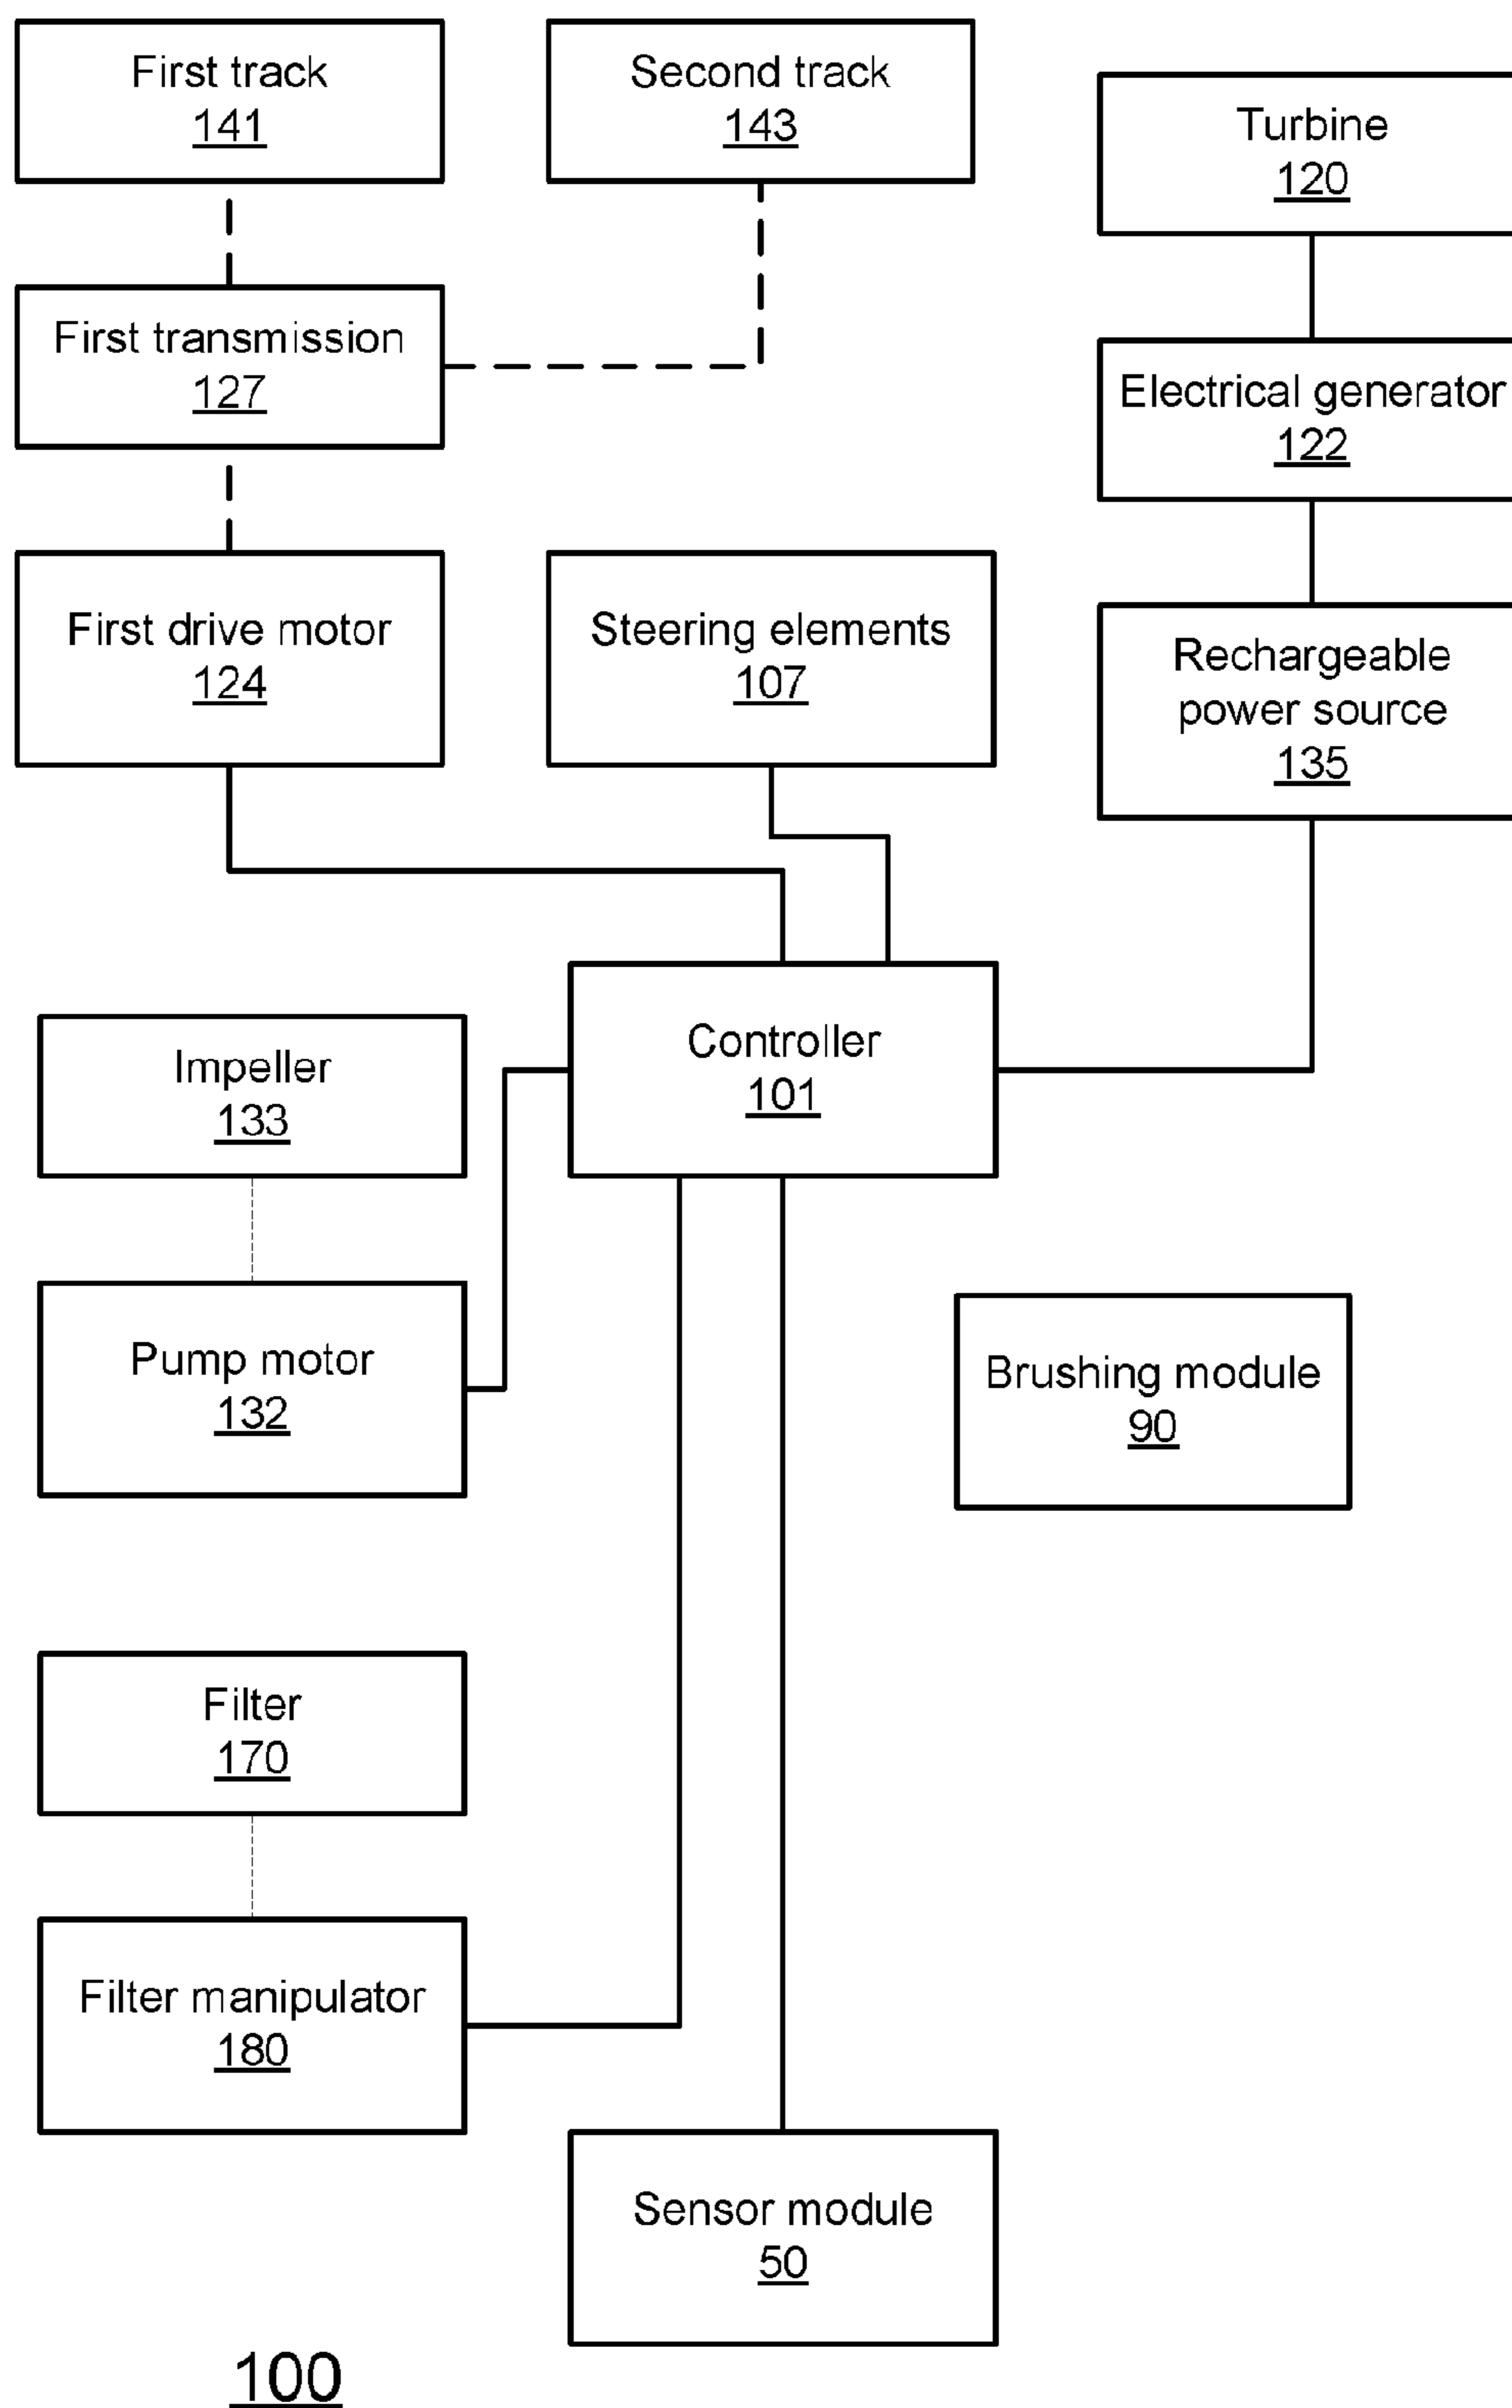 First track
141
Second track
143
Turbine
120
First transmission
127
Electrical generator
122
First drive motor
124
Steering elements
107
Rechargeable
power source
135
Controller
101
Impeller
133
Pump motor
132
Brushing module
90
Filter
170
Filter manipulator
180
Sensor module
50
100